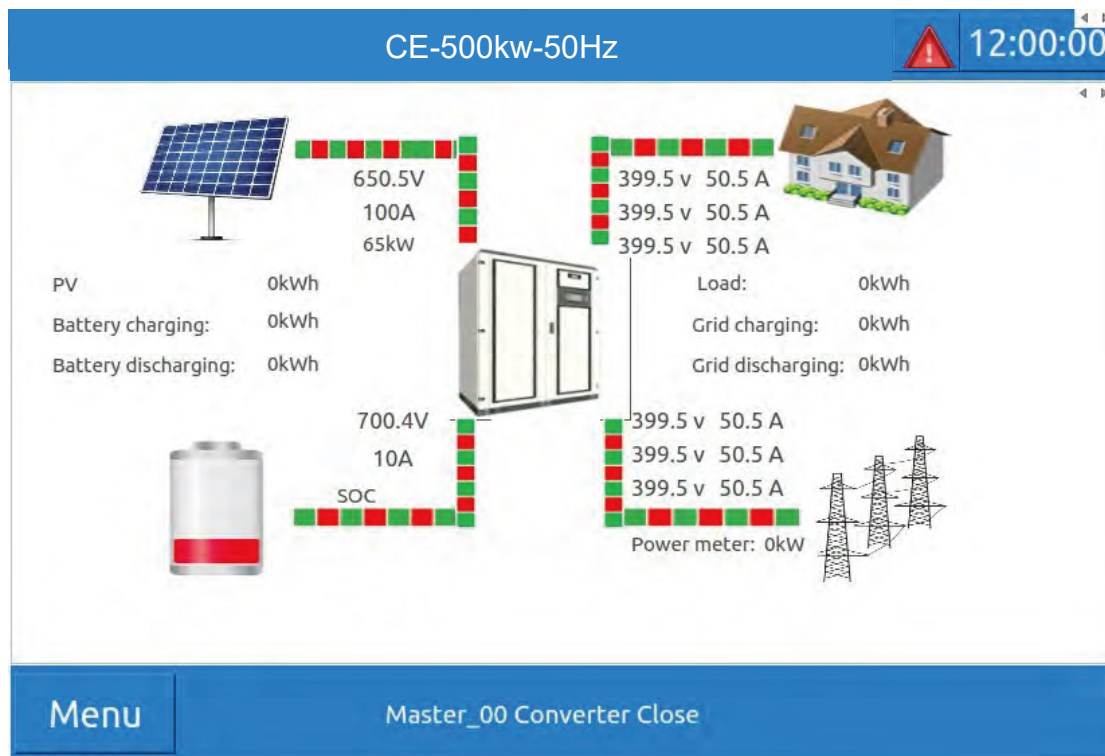 CE-500kw-50Hz
12:00:00
650.5V
100A
65kW
399.5 v 50.5 A
399.5 v 50.5 A
399.5 v 50.5 A
PV 0kWh
Battery charging: 0kWh
Battery discharging: 0kWh
Load: 0kWh
Grid charging: 0kWh
Grid discharging: 0kWh
700.4V
10A
SOC
399.5 v 50.5 A
399.5 v 50.5 A
399.5 v 50.5 A
Power meter: 0kW
Menu
Master_00 Converter Close